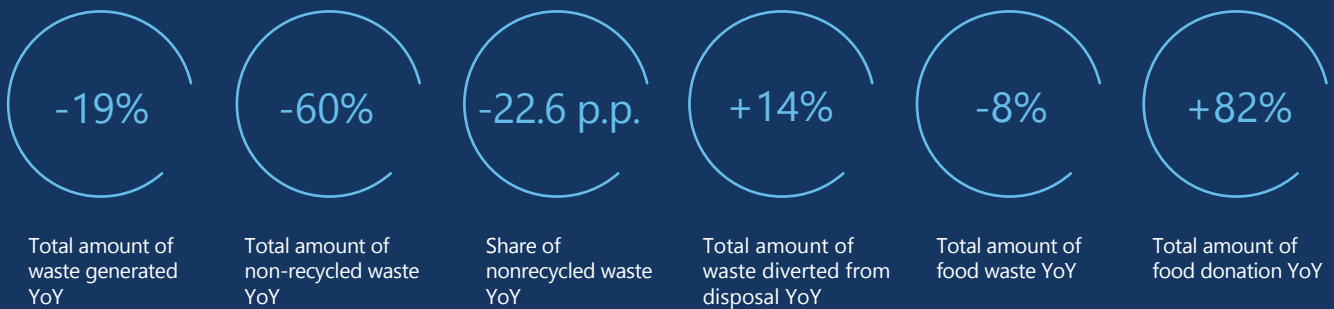 -19%
Total amount of
waste generated
YoY
-60%
Total amount of
non-recycled waste
YoY
-22.6 p.p.
Share of
nonrecycled waste
YoY
+14%
Total amount of
waste diverted from
disposal YoY
-8%
Total amount of
food waste YoY
+82%
Total amount of
food donation YoY